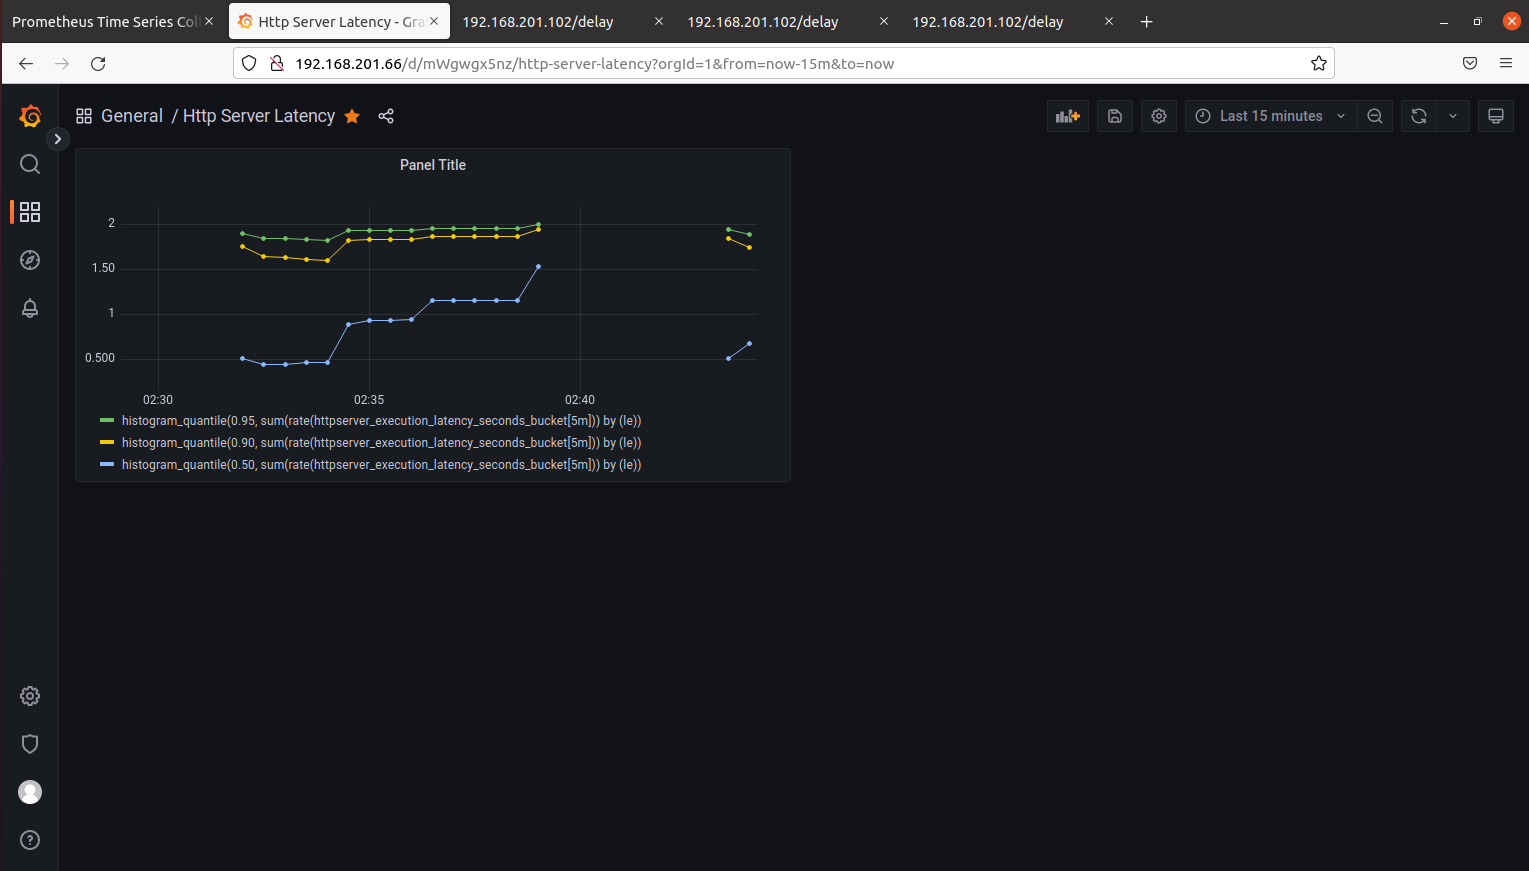 Prometheus Time Series Coll
Http Server Latency - Gra
192.168.201.102/delay
192.168.201.102/delay
192.168.201.102/delay
192.168.201.66/d/mWgwgx5nz/http-server-latency?orgId=1&from=now-15m&to=now
General / Http Server Latency
Last 15 minutes
Panel Title
2
1.50
1
0.500
02:30
02:35
02:40
histogram_quantile(0.95, sum(rate(httpserver_execution_latency_seconds_bucket[5m])) by (le))
histogram_quantile(0.90, sum(rate(httpserver_execution_latency_seconds_bucket[5m])) by (le))
histogram_quantile(0.50, sum(rate(httpserver_execution_latency_seconds_bucket[5m])) by (le))